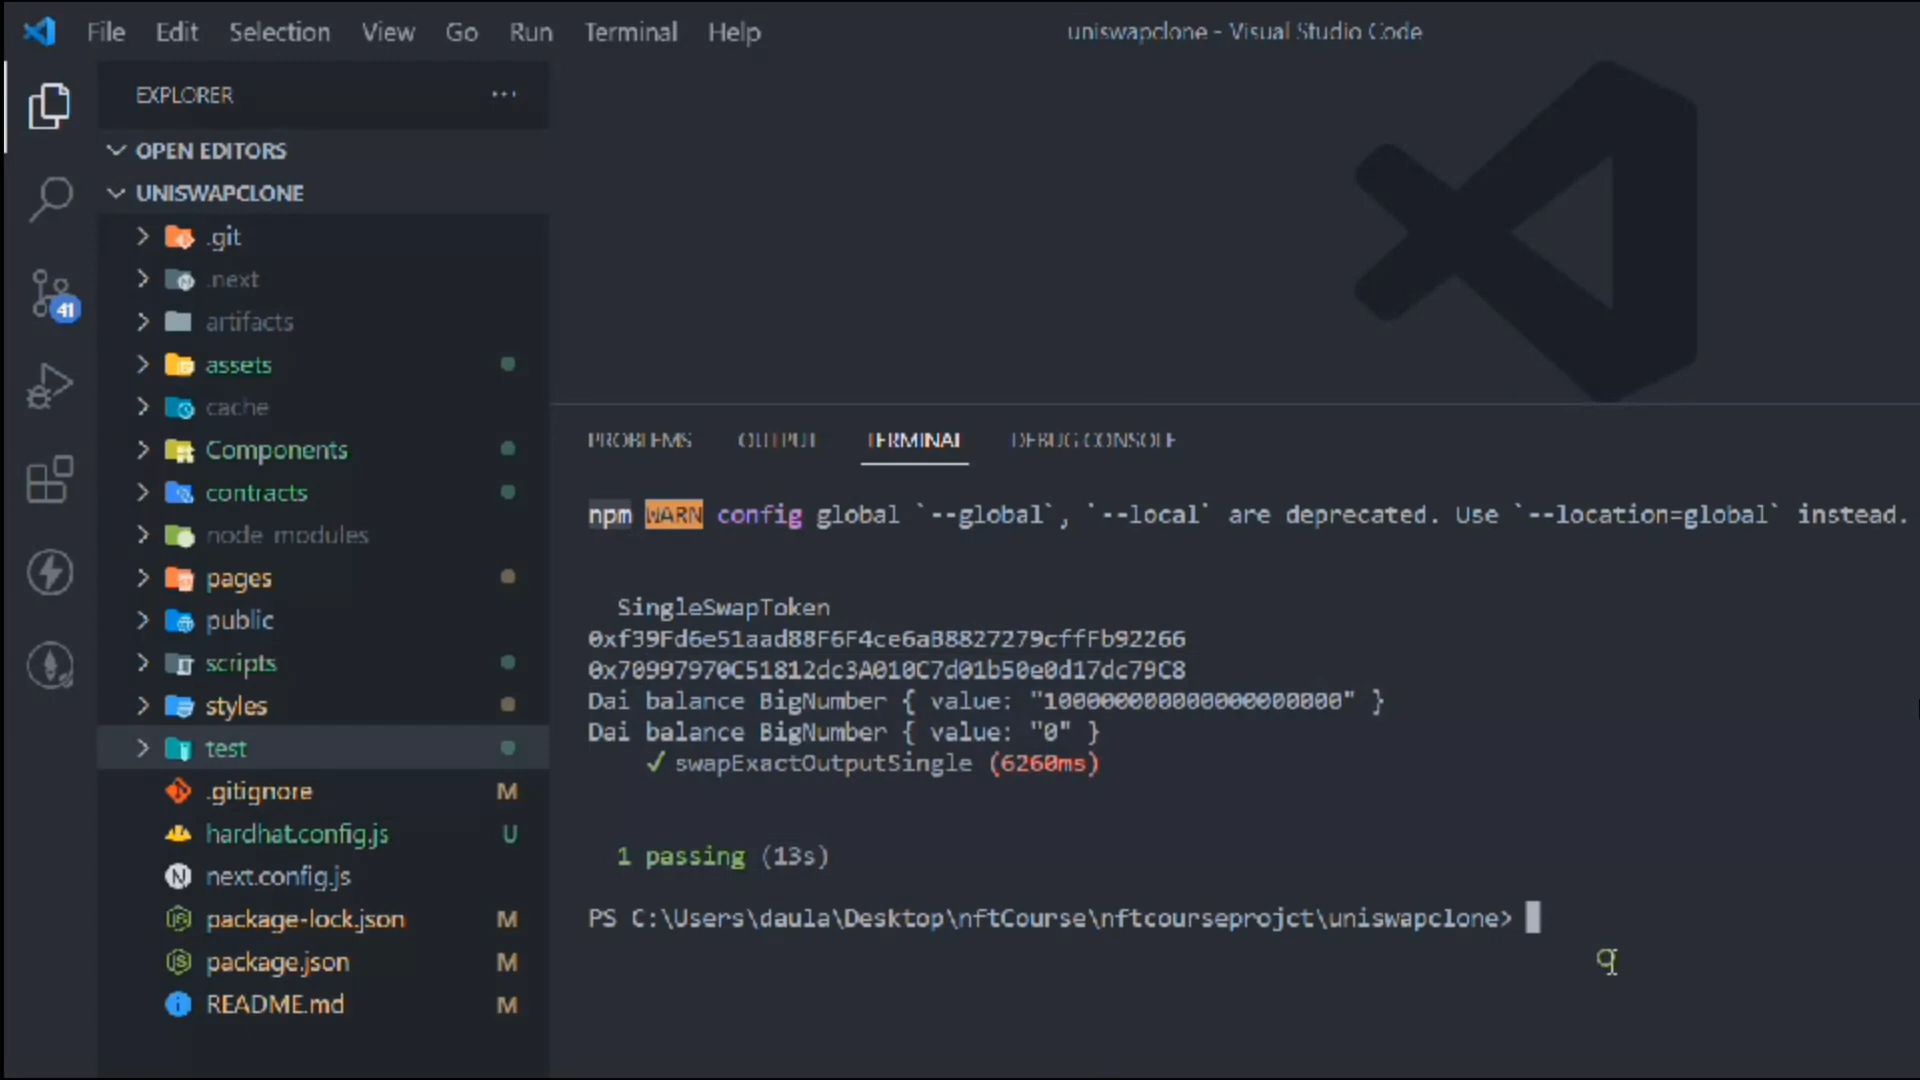 File Edit Selection View Go Run Terminal Help
uniswapclone - Visual Studio Code
EXPLORER
OPEN EDITORS
UNISWAPCLONE
.git
.next
artifacts
assets
cache
Components
contracts
node_modules
pages
public
scripts
styles
test
.gitignore M
hardhat.config.js U
next.config.js
package-lock.json M
package.json M
README.md M
41
PROBLEMS OUTPUT TERMINAL DEBUG CONSOLE
npm WARN config global `--global`, `--local` are deprecated. Use `--location=global` instead.
SingleSwapToken
0xf39Fd6e51aad88F6F4ce6aB8827279cffFb92266
0x70997970C51812dc3A010C7d01b50e0d17dc79C8
Dai balance BigNumber { value: "100000000000000000000" }
Dai balance BigNumber { value: "0" }
✓ swapExactOutputSingle (6260ms)
1 passing (13s)
PS C:\Users\daula\Desktop\nftCourse\nftcourseprojct\uniswapclone>